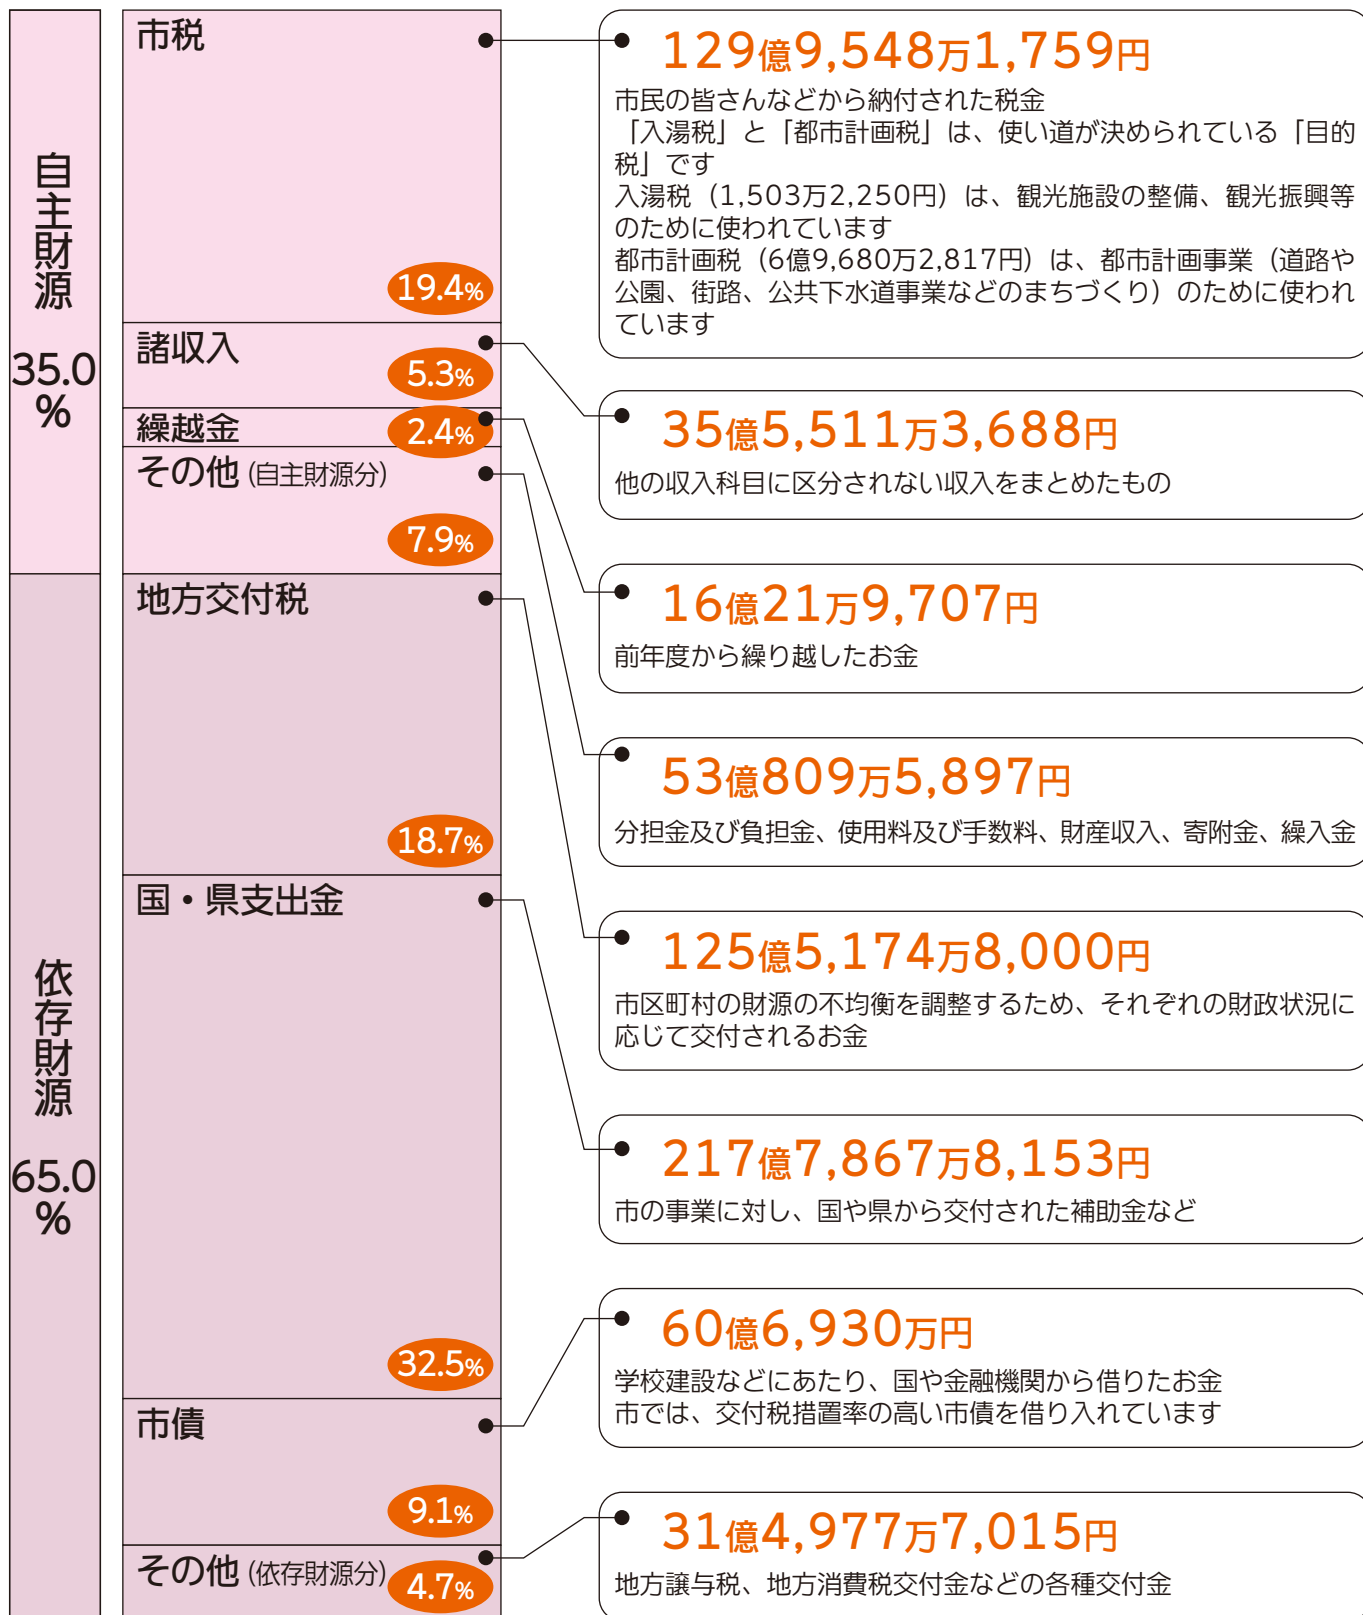 自主財源
35.0
%
依存財源
65.0
%
市税
19.4%
諸収入
5.3%
繰越金
2.4%
その他 (自主財源分)
7.9%
地方交付税
18.7%
国・県支出金
32.5%
市債
9.1%
その他 (依存財源分)
4.7%
129億9,548万1,759円
市民の皆さんなどから納付された税金
「入湯税」と「都市計画税」は、使い道が決められている「目的
税」です
入湯税（1,503万2,250円）は、観光施設の整備、観光振興等
のために使われています
都市計画税（6億9,680万2,817円）は、都市計画事業（道路や
公園、街路、公共下水道事業などのまちづくり）のために使われ
ています
35億5,511万3,688円
他の収入科目に区分されない収入をまとめたもの
16億21万9,707円
前年度から繰り越したお金
53億809万5,897円
分担金及び負担金、使用料及び手数料、財産収入、寄附金、繰入金
125億5,174万8,000円
市区町村の財源の不均衡を調整するため、それぞれの財政状況に
応じて交付されるお金
217億7,867万8,153円
市の事業に対し、国や県から交付された補助金など
60億6,930万円
学校建設などにあたり、国や金融機関から借りたお金
市では、交付税措置率の高い市債を借り入れています
31億4,977万7,015円
地方譲与税、地方消費税交付金などの各種交付金